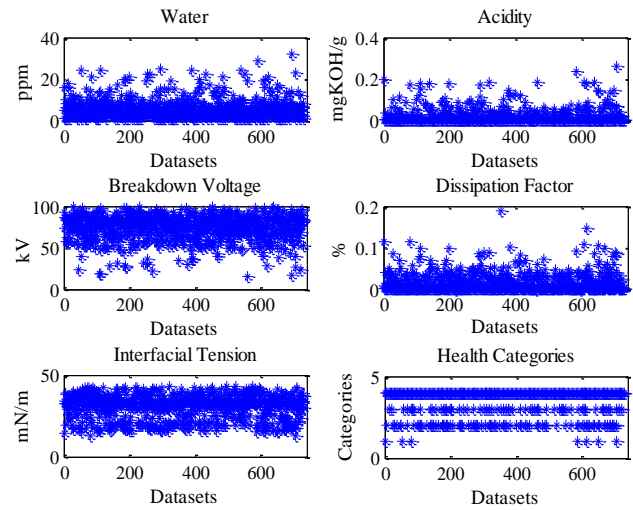 Water
40
20
0
ppm
0 200 400 600
Datasets
Acidity
0.4
0.2
0
mgKOH/g
0 200 400 600
Datasets
Breakdown Voltage
100
50
0
kV
0 200 400 600
Datasets
Dissipation Factor
0.2
0.1
0
%
0 200 400 600
Datasets
Interfacial Tension
50
0
mN/m
0 200 400 600
Datasets
Health Categories
5
0
Categories
0 200 400 600
Datasets